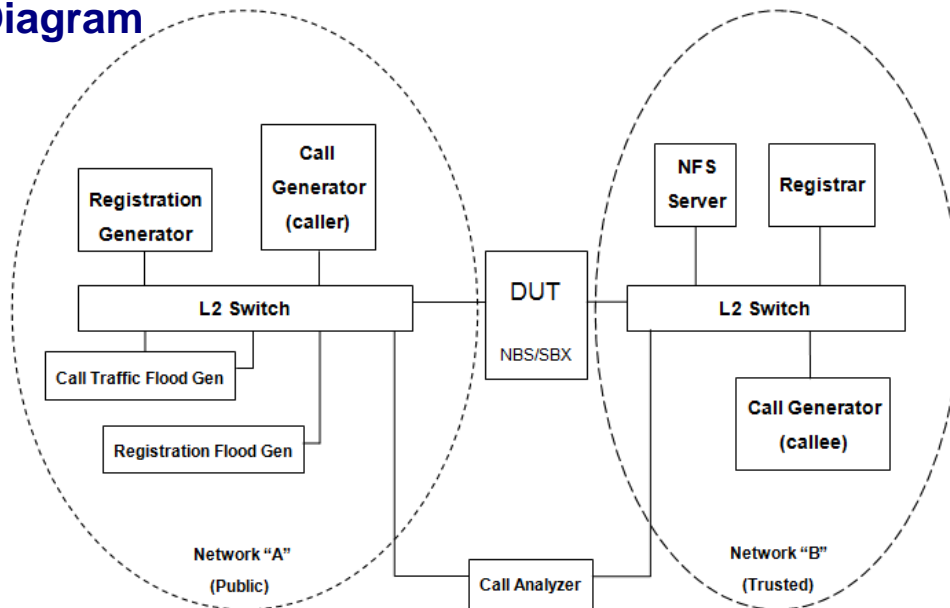 Diagram
Call
Generator
(caller)
Registration
Generator
L2 Switch
Call Traffic Flood Gen
Registration Flood Gen
Network “A”
(Public)
DUT
NBS/SBX
Call Analyzer
NFS
Server
Registrar
L2 Switch
Call Generator
(callee)
Network “B”
(Trusted)